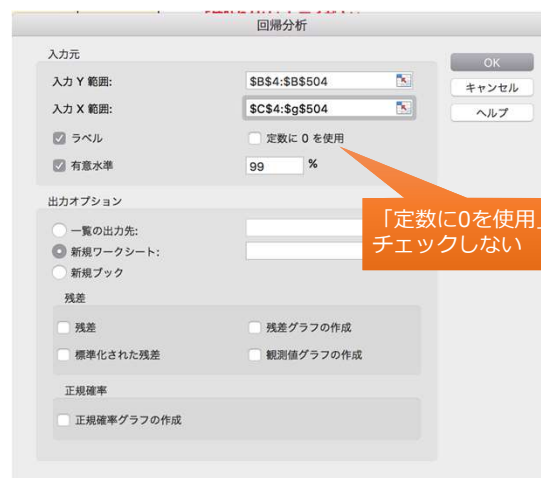 回帰分析
入力元
OK
入力 Y 範囲:
$B$4:$B$504
キャンセル
入力 X 範囲:
$C$4:$g$504
ヘルプ
ラベル
定数に 0 を使用
有意水準
99
%
出力オプション
「定数に0を使用」
チェックしない
一覧の出力先:
新規ワークシート:
新規ブック
残差
残差
残差グラフの作成
標準化された残差
観測値グラフの作成
正規確率
正規確率グラフの作成